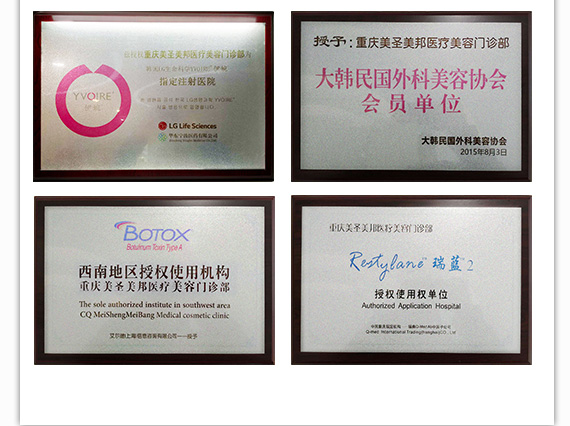 重庆美圣美邦医疗美容门诊部为
YVOIRE
伊婉
指定注射医院
LG Life Sciences
授予:重庆美圣美邦医疗美容门诊部
大韩民国外科美容协会
会员单位
大韩民国外科美容协会
2015年8月3日
BOTOX
Botulinum Toxin Type A
西南地区授权使用机构
重庆美圣美邦医疗美容门诊部
The sole authorized institute in southwest area
CQ MeiShengMeiBang Medical cosmetic clinic
重庆美圣美邦医疗美容门诊部
Restylane 瑞蓝 2
授权使用权单位
Authorized Application Hospital